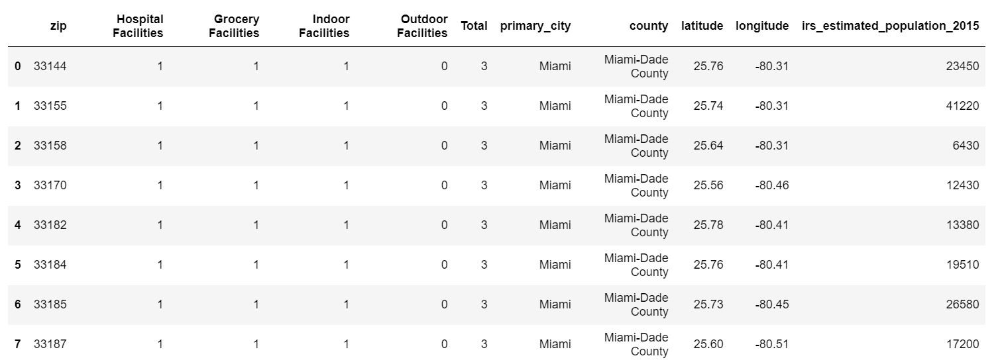 zip Hospital Facilities Grocery Facilities Indoor Facilities Outdoor Facilities Total primary_city county latitude longitude irs_estimated_population_2015
0 33144 1 1 1 0 3 Miami Miami-Dade County 25.76 -80.31 23450
1 33155 1 1 1 0 3 Miami Miami-Dade County 25.74 -80.31 41220
2 33158 1 1 1 0 3 Miami Miami-Dade County 25.64 -80.31 6430
3 33170 1 1 1 0 3 Miami Miami-Dade County 25.56 -80.46 12430
4 33182 1 1 1 0 3 Miami Miami-Dade County 25.78 -80.41 13380
5 33184 1 1 1 0 3 Miami Miami-Dade County 25.76 -80.41 19510
6 33185 1 1 1 0 3 Miami Miami-Dade County 25.73 -80.45 26580
7 33187 1 1 1 0 3 Miami Miami-Dade County 25.60 -80.51 17200